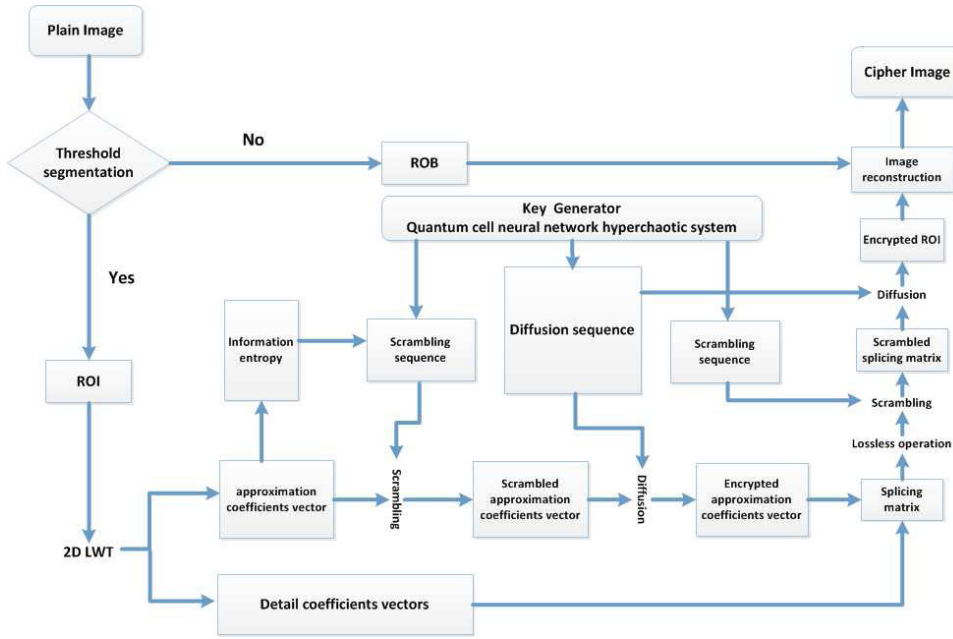 Plain Image
Cipher Image
No
Threshold
segmentation
ROB
Image
reconstruction
Key Generator
Quantum cell neural network hyperchaotic system
Encrypted ROI
Yes
Diffusion
Information
entropy
Scrambling
sequence
Diffusion sequence
Scrambling
sequence
Scrambled
splicing matrix
ROI
Scrambling
Lossless operation
approximation
coefficients vector
Scrambling
Scrambled
approximation
coefficients vector
Diffusion
Encrypted
approximation
coefficients vector
Splicing
matrix
2D LWT
Detail coefficients vectors